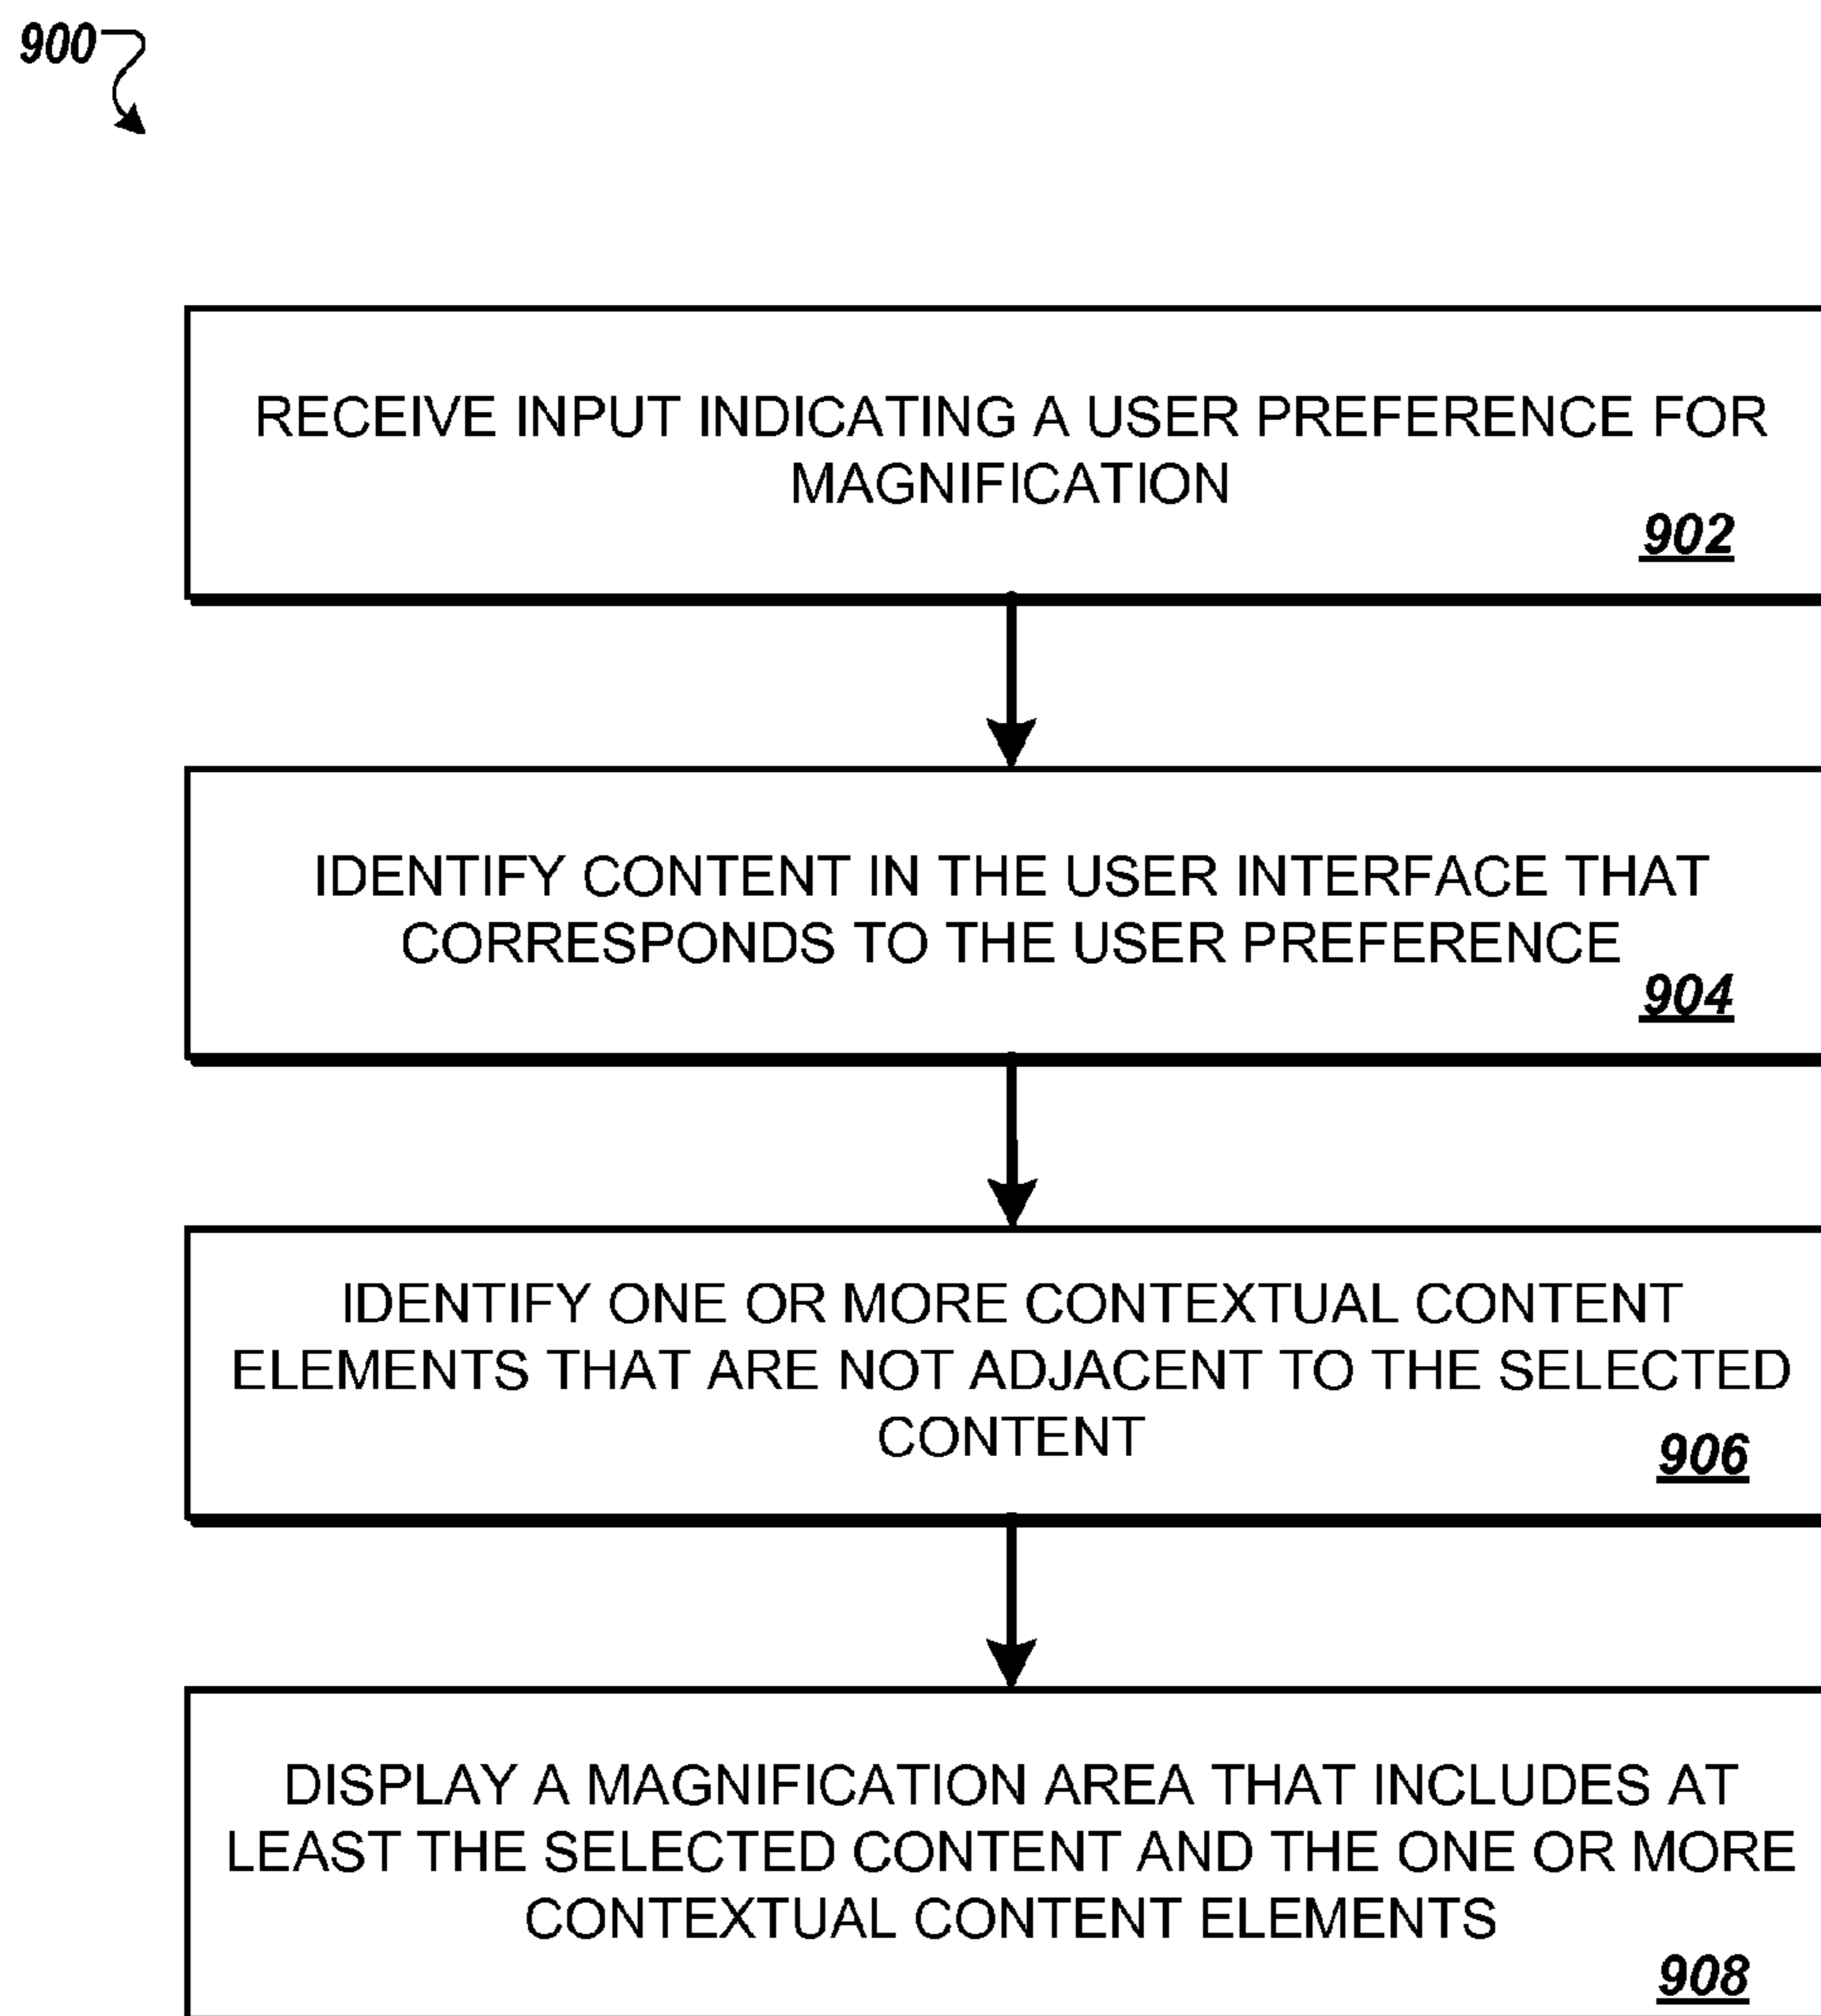 900
RECEIVE INPUT INDICATING A USER PREFERENCE FOR
MAGNIFICATION
902
IDENTIFY CONTENT IN THE USER INTERFACE THAT
CORRESPONDS TO THE USER PREFERENCE
904
IDENTIFY ONE OR MORE CONTEXTUAL CONTENT
ELEMENTS THAT ARE NOT ADJACENT TO THE SELECTED
CONTENT
906
DISPLAY A MAGNIFICATION AREA THAT INCLUDES AT
LEAST THE SELECTED CONTENT AND THE ONE OR MORE
CONTEXTUAL CONTENT ELEMENTS
908